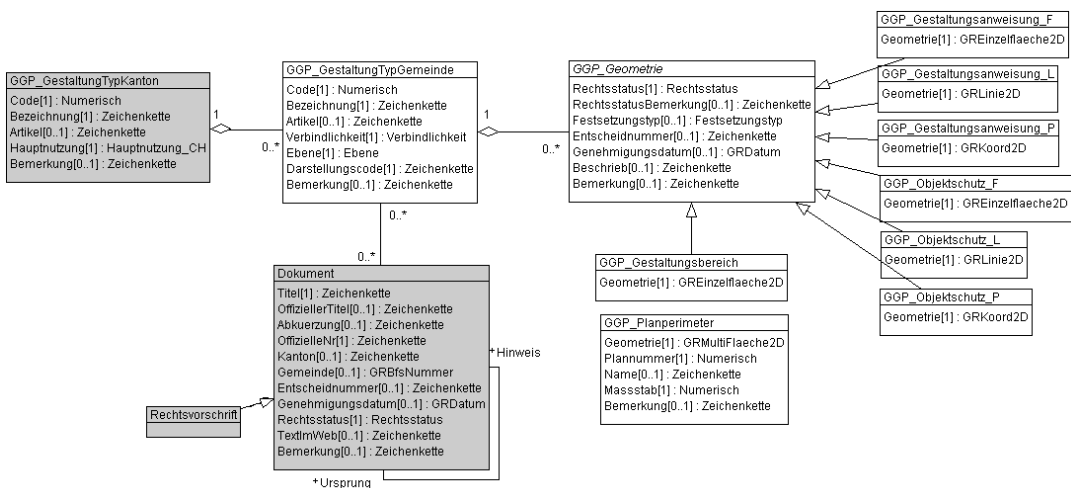 GGP_GestaltungTypKanton
Code[1] : Numerisch
Bezeichnung[1] : Zeichenkette
Artikel[0..1] : Zeichenkette
Hauptnutzung[1] : Hauptnutzung_CH
Bemerkung[0..1] : Zeichenkette
1
0..*
GGP_GestaltungTypGemeinde
Code[1] : Numerisch
Bezeichnung[1] : Zeichenkette
Artikel[0..1] : Zeichenkette
Verbindlichkeit[1] : Verbindlichkeit
Ebene[1] : Ebene
Darstellungscode[1] : Zeichenkette
Bemerkung[0..1] : Zeichenkette
1
0..*
GGP_Geometrie
Rechtsstatus[1] : Rechtsstatus
RechtsstatusBemerkung[0..1] : Zeichenkette
Festsetzungstyp[0..1] : Festsetzungstyp
Entscheidnummer[0..1] : Zeichenkette
Genehmigungsdatum[0..1] : GRDatum
Beschrieb[0..1] : Zeichenkette
Bemerkung[0..1] : Zeichenkette
GGP_Gestaltungsanweisung_F
Geometrie[1] : GREinzelflaeche2D
GGP_Gestaltungsanweisung_L
Geometrie[1] : GRLinie2D
GGP_Gestaltungsanweisung_P
Geometrie[1] : GRKoord2D
GGP_Objektschutz_F
Geometrie[1] : GREinzelflaeche2D
GGP_Objektschutz_L
Geometrie[1] : GRLinie2D
GGP_Objektschutz_P
Geometrie[1] : GRKoord2D
0..*
0..*
Dokument
Titel[1] : Zeichenkette
OffiziellerTitel[0..1] : Zeichenkette
Abkuerzung[0..1] : Zeichenkette
OffizielleNr[1] : Zeichenkette
Kanton[0..1] : Zeichenkette
Gemeinde[0..1] : GRBfsNummer
Entscheidnummer[0..1] : Zeichenkette
Genehmigungsdatum[0..1] : GRDatum
Rechtsstatus[1] : Rechtsstatus
TextImWeb[0..1] : Zeichenkette
Bemerkung[0..1] : Zeichenkette
+Hinweis
+Ursprung
Rechtsvorschrift
GGP_Gestaltungsbereich
Geometrie[1] : GREinzelflaeche2D
GGP_Planperimeter
Geometrie[1] : GRMultiFlaeche2D
Plannummer[1] : Numerisch
Name[0..1] : Zeichenkette
Massstab[1] : Numerisch
Bemerkung[0..1] : Zeichenkette